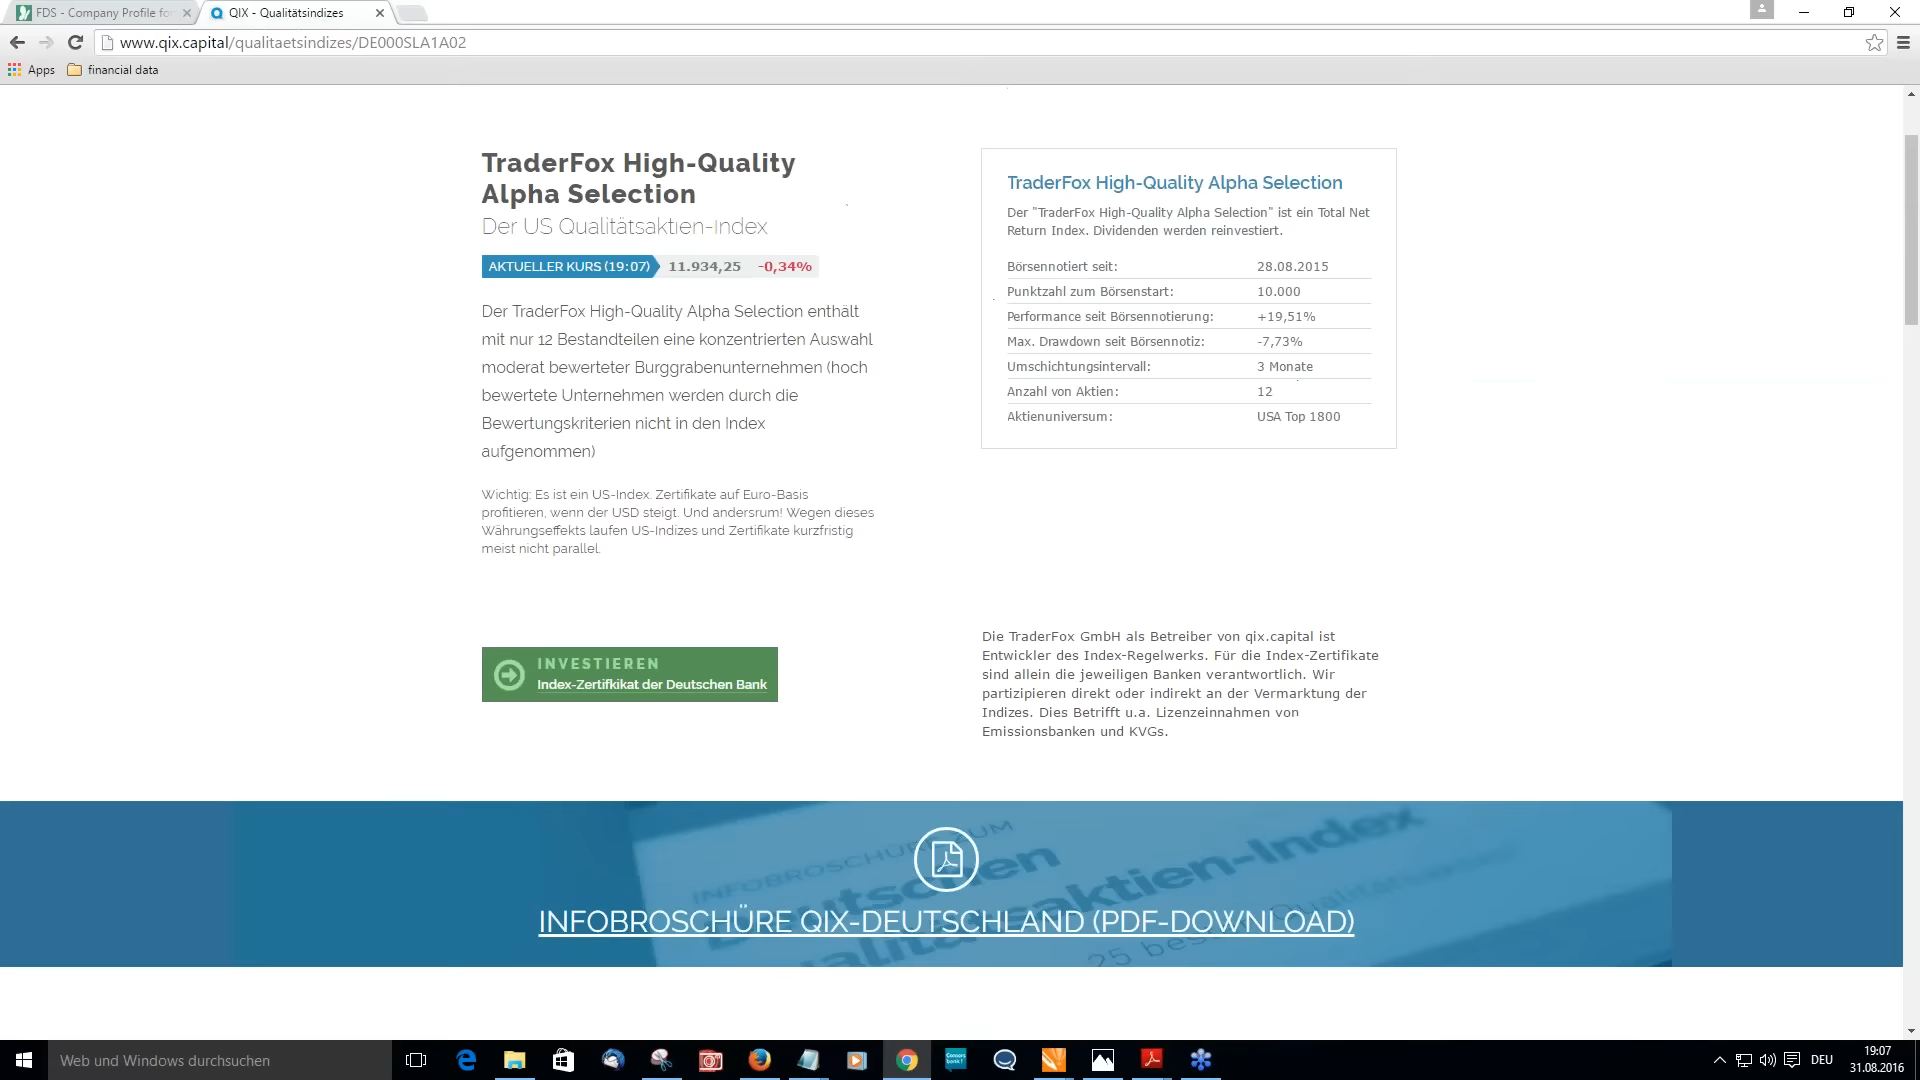 FDS - Company Profile for
QIX - Qualitätsindizes
www.qix.capital/qualitaetsindizes/DE000SLA1A02
Apps
financial data
TraderFox High-Quality
Alpha Selection
Der US Qualitätsaktien-Index
AKTUELLER KURS (19:07) 11.934,25 -0,34%
Der TraderFox High-Quality Alpha Selection enthält
mit nur 12 Bestandteilen eine konzentrierten Auswahl
moderat bewerteter Burggrabenunternehmen (hoch
bewertete Unternehmen werden durch die
Bewertungskriterien nicht in den Index
aufgenommen)
Wichtig: Es ist ein US-Index. Zertifikate auf Euro-Basis
profitieren, wenn der USD steigt. Und andersrum! Wegen dieses
Währungseffekts laufen US-Indizes und Zertifikate kurzfristig
meist nicht parallel.
INVESTIEREN
Index-Zertifkikat der Deutschen Bank
TraderFox High-Quality Alpha Selection
Der "TraderFox High-Quality Alpha Selection" ist ein Total Net
Return Index. Dividenden werden reinvestiert.
Börsennotiert seit: 28.08.2015
Punktzahl zum Börsenstart: 10.000
Performance seit Börsennotierung: +19,51%
Max. Drawdown seit Börsennotiz: -7,73%
Umschichtungsintervall: 3 Monate
Anzahl von Aktien: 12
Aktienuniversum: USA Top 1800
Die TraderFox GmbH als Betreiber von qix.capital ist
Entwickler des Index-Regelwerks. Für die Index-Zertifikate
sind allein die jeweiligen Banken verantwortlich. Wir
partizipieren direkt oder indirekt an der Vermarktung der
Indizes. Dies Betrifft u.a. Lizenzeinnahmen von
Emissionsbanken und KVGs.
INFOBROSCHÜRE ZUM
Deutschen
Qualitätsaktien-Index
25 besten
INFOBROSCHÜRE QIX-DEUTSCHLAND (PDF-DOWNLOAD)
Web und Windows durchsuchen
DEU
19:07
31.08.2016